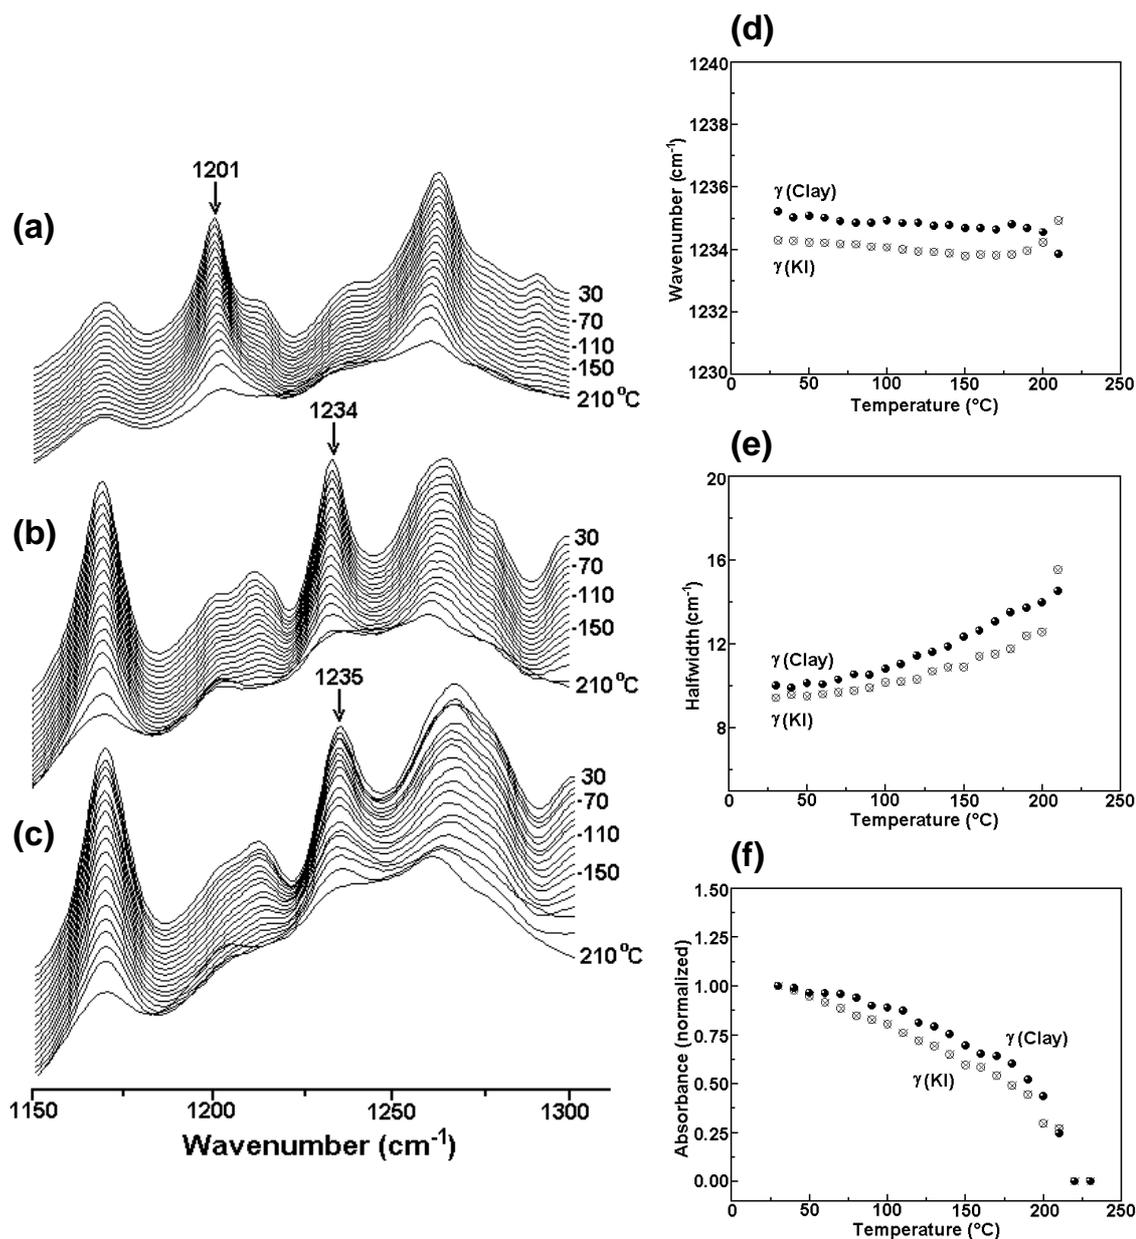 (a)
1201
30
-70
-110
-150
210 °C
(b)
1234
30
-70
-110
-150
210 °C
(c)
1235
30
-70
-110
-150
210 °C
1150 1200 1250 1300
Wavenumber (cm⁻¹)
(d)
1240
1238
1236
1234
1232
1230
Wavenumber (cm⁻¹)
γ (Clay)
γ (KI)
0 50 100 150 200 250
Temperature (°C)
(e)
20
16
12
8
Halfwidth (cm⁻¹)
γ (Clay)
γ (KI)
0 50 100 150 200 250
Temperature (°C)
(f)
1.50
1.25
1.00
0.75
0.50
0.25
0.00
Absorbance (normalized)
γ (Clay)
γ (KI)
0 50 100 150 200 250
Temperature (°C)